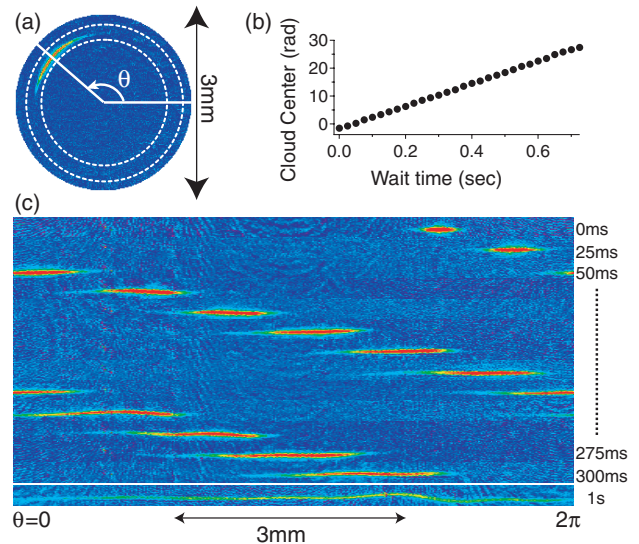 (a)
θ
3mm
(b)
Cloud Center (rad)
30
20
10
0
0.0 0.2 0.4 0.6
Wait time (sec)
(c)
0ms
25ms
50ms
275ms
300ms
1s
θ=0 3mm 2π